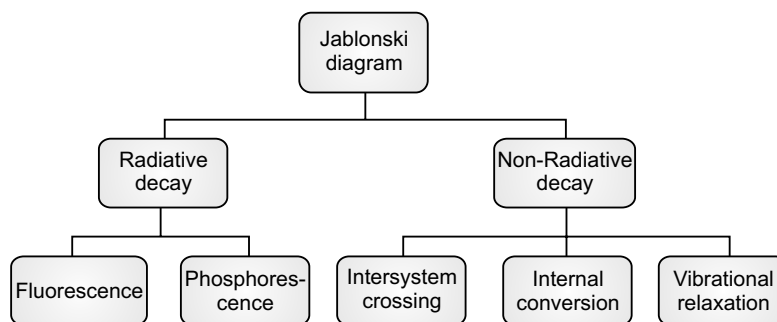 Jablonski
diagram
Radiative
decay
Non-Radiative
decay
Fluorescence
Phosphores-
cence
Intersystem
crossing
Internal
conversion
Vibrational
relaxation